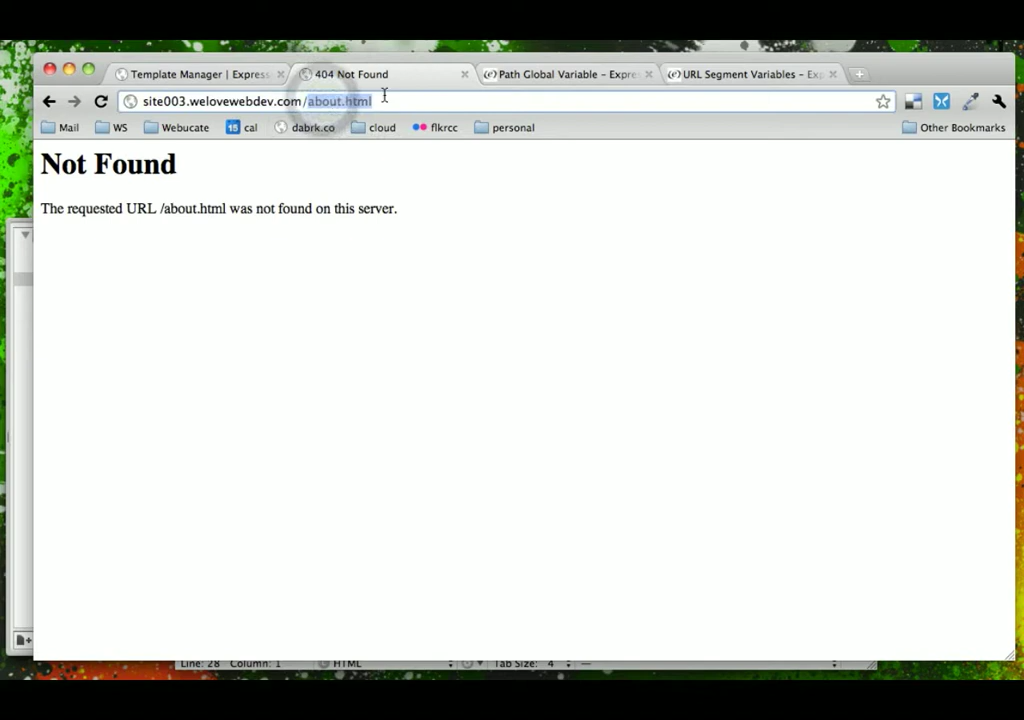 Template Manager | Express
404 Not Found
Path Global Variable – Expre
URL Segment Variables – Exp
site003.welovewebdev.com/about.html
Mail
WS
Webucate
15 cal
dabrk.co
cloud
flkrcc
personal
Other Bookmarks
Not Found
The requested URL /about.html was not found on this server.
Line: 28 Column: 1
HTML
Tab Size: 4